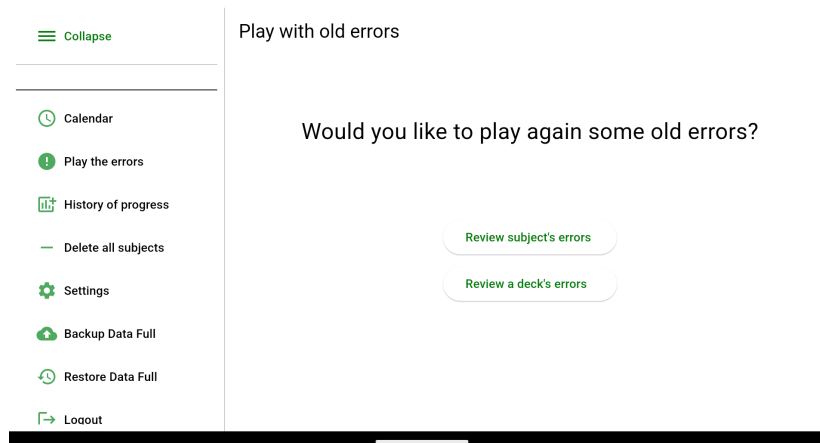 Collapse
Calendar
Play the errors
History of progress
Delete all subjects
Settings
Backup Data Full
Restore Data Full
Logout
Play with old errors
Would you like to play again some old errors?
Review subject's errors
Review a deck's errors